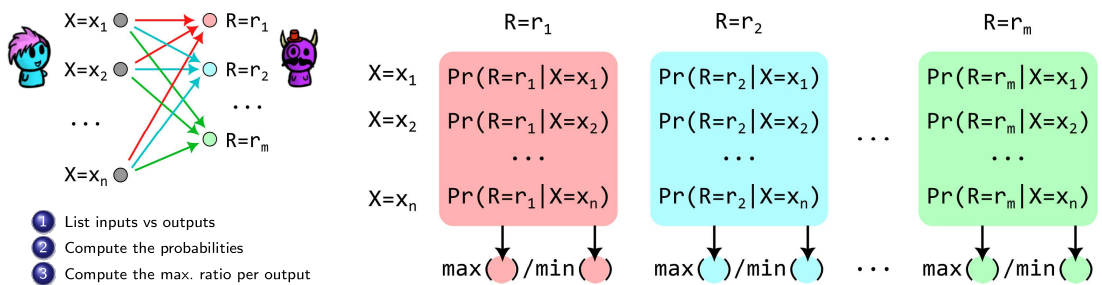 X=x₁ R=r₁
X=x₂ R=r₂
... ...
R=rₘ
X=xₙ
1 List inputs vs outputs
2 Compute the probabilities
3 Compute the max. ratio per output
R=r₁ R=r₂ R=rₘ
X=x₁ Pr(R=r₁|X=x₁) Pr(R=r₂|X=x₁) Pr(R=rₘ|X=x₁)
X=x₂ Pr(R=r₁|X=x₂) Pr(R=r₂|X=x₂) ... Pr(R=rₘ|X=x₂)
... ... ...
X=xₙ Pr(R=r₁|X=xₙ) Pr(R=r₂|X=xₙ) Pr(R=rₘ|X=xₙ)
max( )/min( ) max( )/min( ) ... max( )/min( )